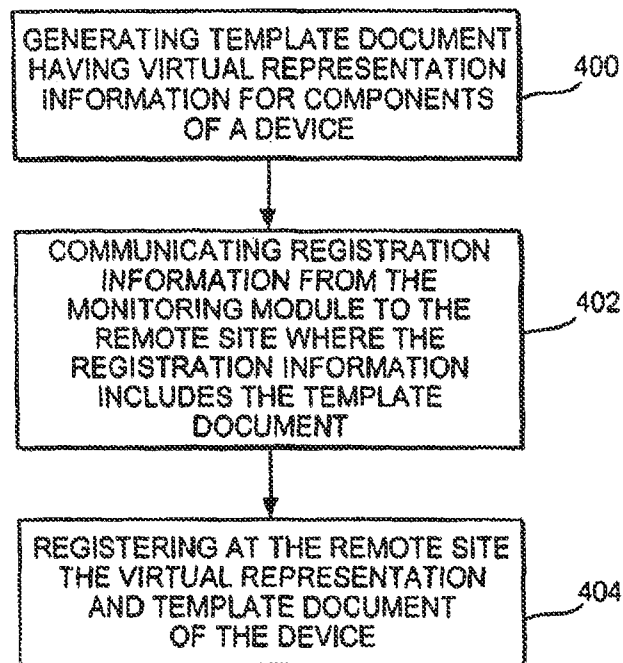 GENERATING TEMPLATE DOCUMENT
HAVING VIRTUAL REPRESENTATION
INFORMATION FOR COMPONENTS
OF A DEVICE
400
COMMUNICATING REGISTRATION
INFORMATION FROM THE
MONITORING MODULE TO THE
REMOTE SITE WHERE THE
REGISTRATION INFORMATION
INCLUDES THE TEMPLATE
DOCUMENT
402
REGISTERING AT THE REMOTE SITE
THE VIRTUAL REPRESENTATION
AND TEMPLATE DOCUMENT
OF THE DEVICE
404